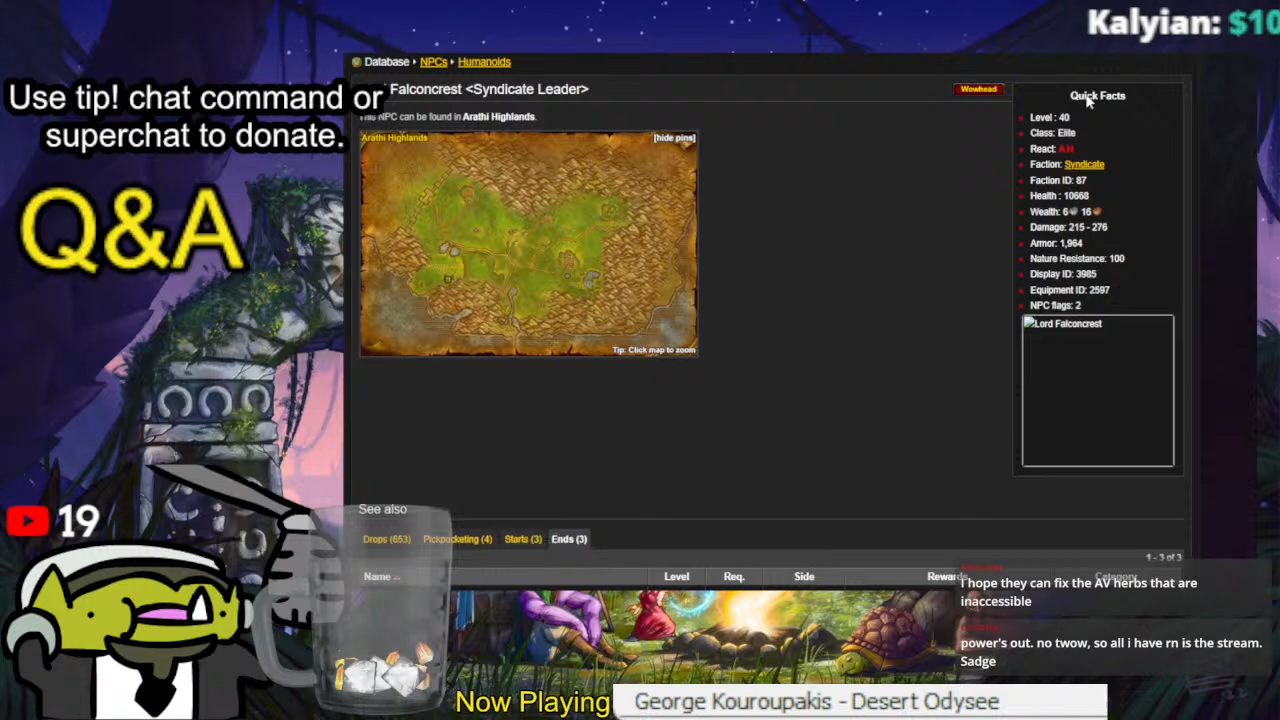 Kalyian: $10
Database ▸ NPCs ▸ Humanoids
Use tip! chat command or
superchat to donate.
Falconcrest <Syndicate Leader>
Wowhead
This NPC can be found in Arathi Highlands.
Arathi Highlands
[hide pins]
Tip: Click map to zoom
Quick Facts
Level : 40
Class: Elite
React: A H
Faction: Syndicate
Faction ID: 87
Health : 10668
Wealth: 6 16
Damage: 215 - 276
Armor: 1,964
Nature Resistance: 100
Display ID: 3985
Equipment ID: 2597
NPC flags: 2
Lord Falconcrest
Q&A
See also
19
Drops (653) Pickpocketing (4) Starts (3) Ends (3)
1 - 3 of 3
Name Level Req. Side Rewards Category
I hope they can fix the AV herbs that are
inaccessible
power's out. no twow, so all i have rn is the stream.
Sadge
Now Playing George Kouroupakis - Desert Odysee